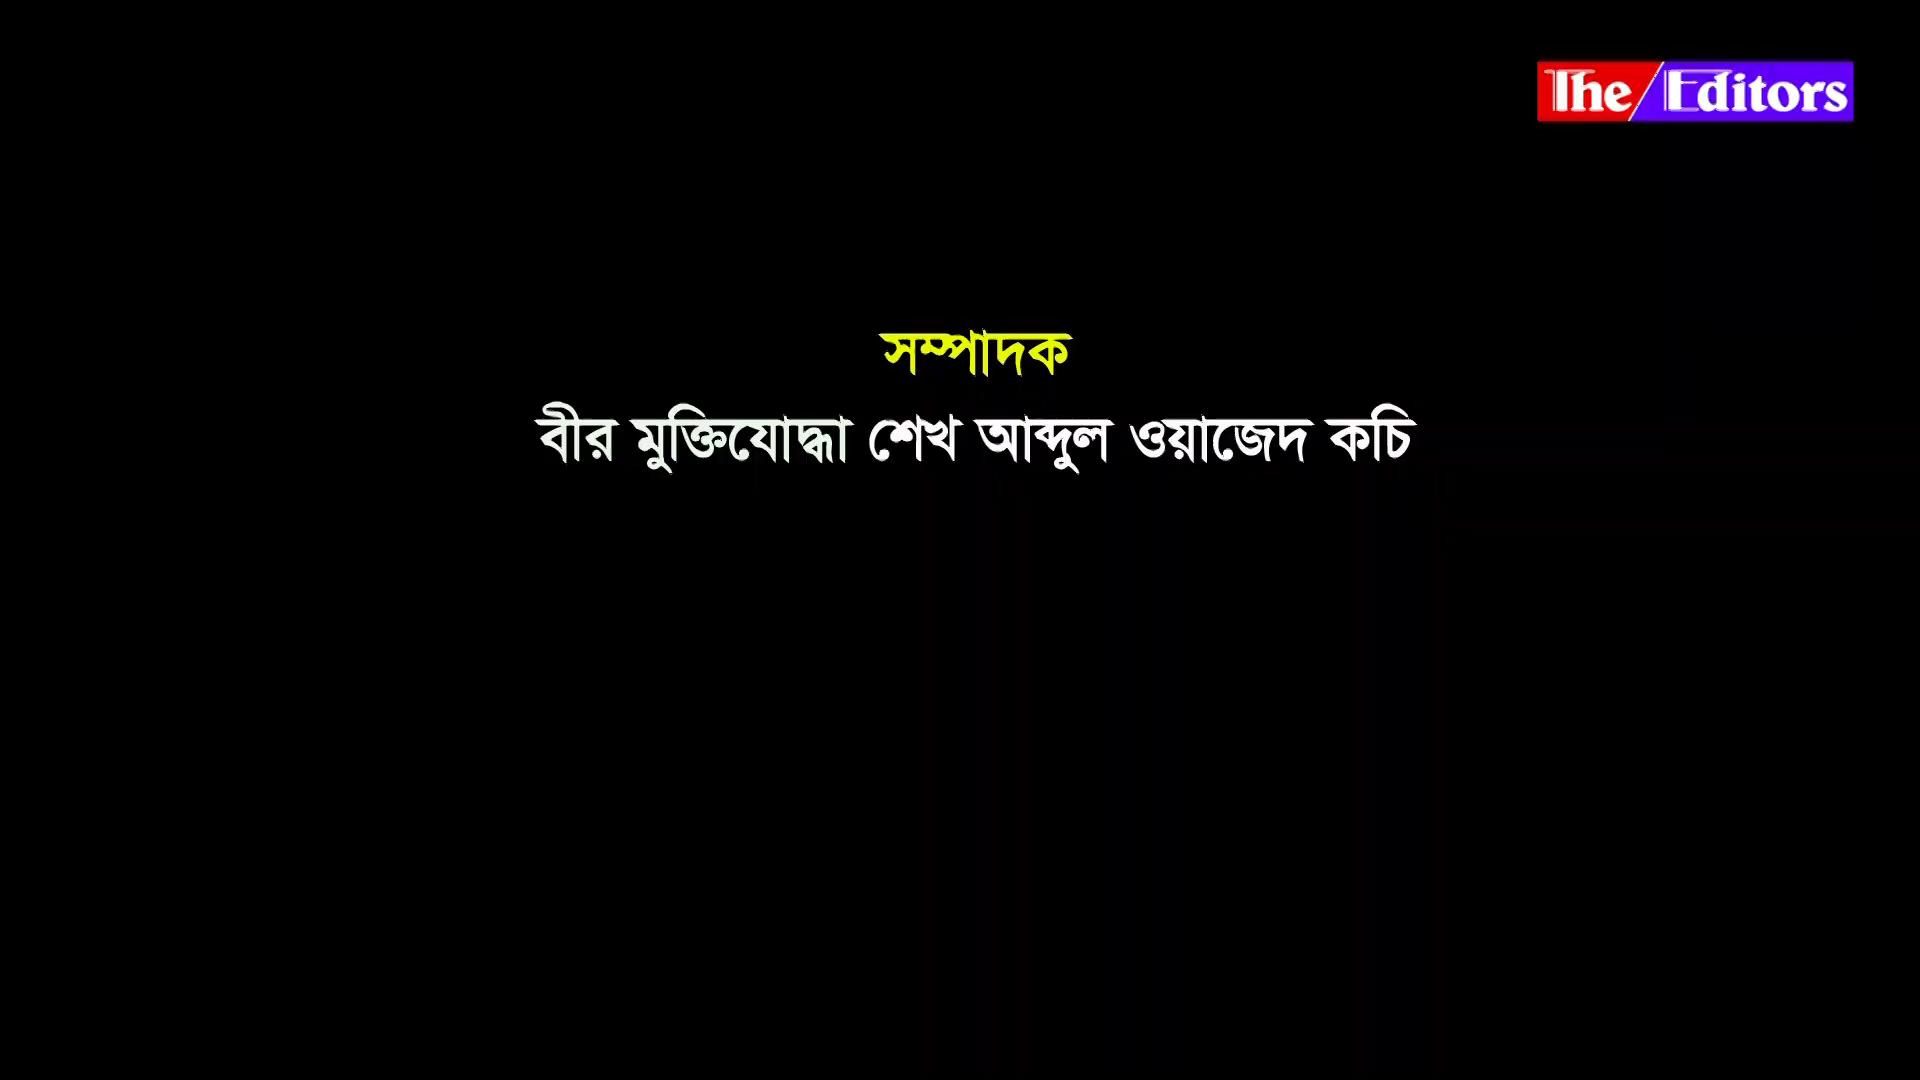 The Editors
সম্পাদক
বীর মুক্তিযোদ্ধা শেখ আব্দুল ওয়াজেদ কচি